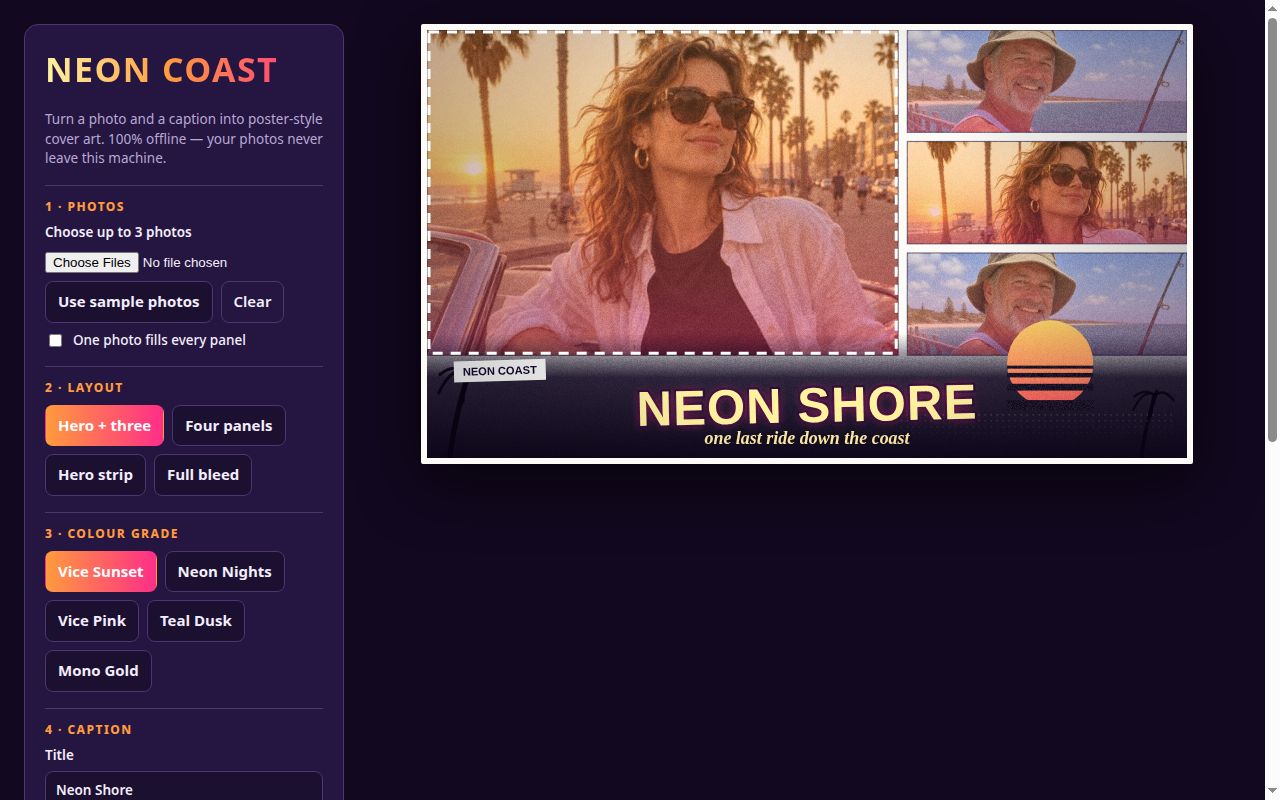 NEON COAST
Turn a photo and a caption into poster-style
cover art. 100% offline — your photos never
leave this machine.
1 · PHOTOS
Choose up to 3 photos
Choose Files No file chosen
Use sample photos Clear
One photo fills every panel
2 · LAYOUT
Hero + three Four panels
Hero strip Full bleed
3 · COLOUR GRADE
Vice Sunset Neon Nights
Vice Pink Teal Dusk
Mono Gold
4 · CAPTION
Title
Neon Shore
NEON COAST
NEON SHORE
one last ride down the coast